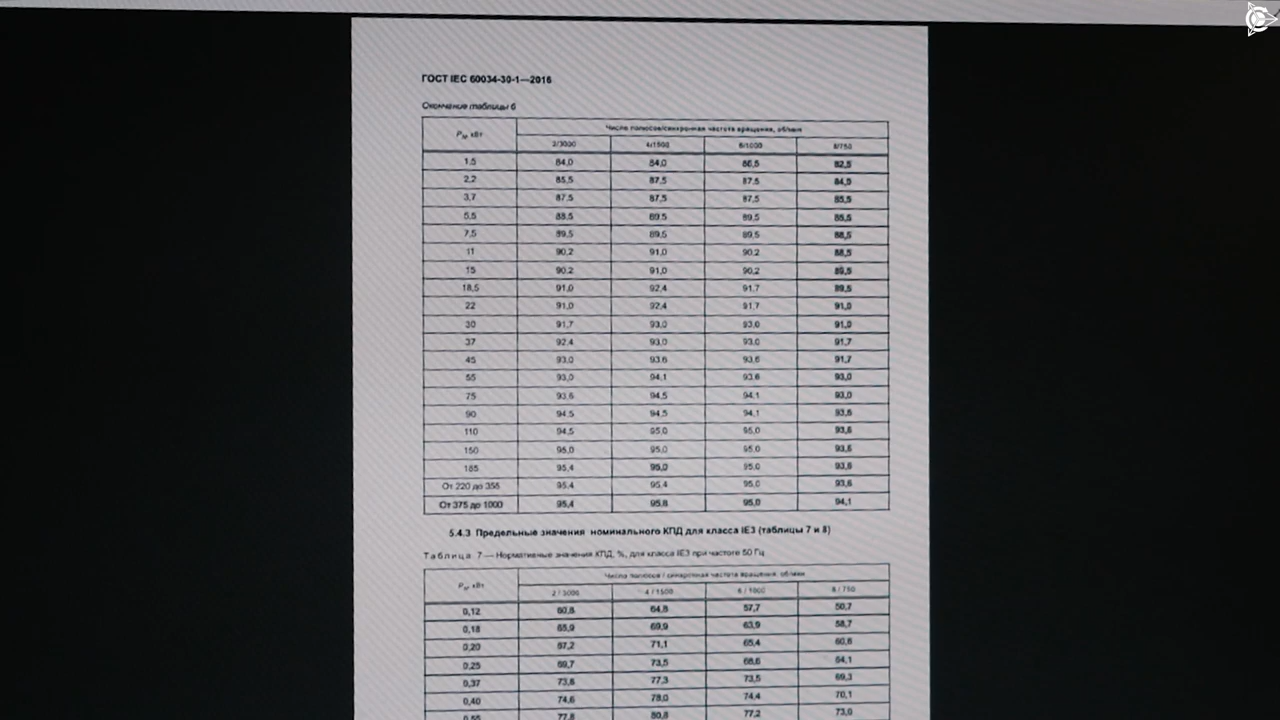 ГОСТ IEC 60034-30-1—2016
Окончание таблицы 6
P_N, кВт Число полюсов/синхронная частота вращения, об/мин
2/3000 4/1500 6/1000 8/750
1,5 84,0 84,0 86,5 82,5
2,2 85,5 87,5 87,5 84,0
3,7 87,5 87,5 87,5 85,5
5,5 88,5 89,5 89,5 85,5
7,5 89,5 89,5 89,5 88,5
11 90,2 91,0 90,2 88,5
15 90,2 91,0 90,2 89,5
18,5 91,0 92,4 91,7 89,5
22 91,0 92,4 91,7 91,0
30 91,7 93,0 93,0 91,0
37 92,4 93,0 93,0 91,7
45 93,0 93,6 93,6 91,7
55 93,0 94,1 93,6 93,0
75 93,6 94,5 94,1 93,0
90 94,5 94,5 94,1 93,6
110 94,5 95,0 95,0 93,6
150 95,0 95,0 95,0 93,6
185 95,4 95,0 95,0 93,6
От 220 до 355 95,4 95,4 95,0 93,6
От 375 до 1000 95,4 95,8 95,0 94,1
5.4.3 Предельные значения номинального КПД для класса IE3 (таблицы 7 и 8)
Таблица 7 — Нормативные значения КПД, %, для класса IE3 при частоте 50 Гц
P_N, кВт Число полюсов / синхронная частота вращения, об/мин
2 / 3000 4 / 1500 6 / 1000 8 / 750
0,12 60,8 64,8 57,7 50,7
0,18 65,9 69,9 63,9 58,7
0,20 67,2 71,1 65,4 60,6
0,25 69,7 73,5 68,6 64,1
0,37 73,8 77,3 73,5 69,3
0,40 74,6 78,0 74,4 70,1
0,55 77,8 80,8 77,2 73,0